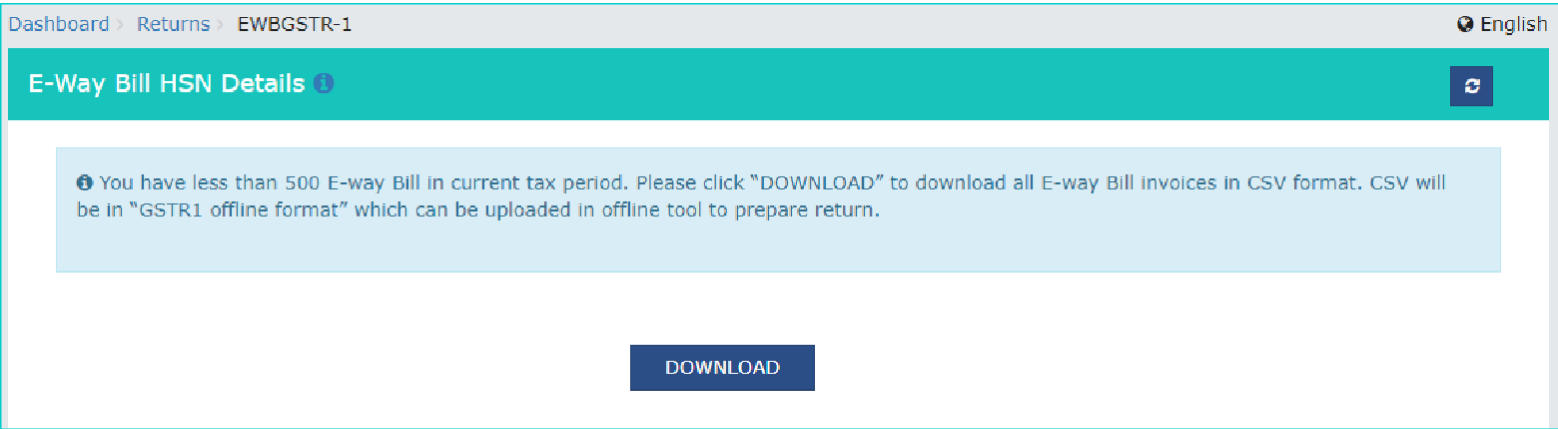 Dashboard > Returns > EWBGSTR-1 English
E-Way Bill HSN Details
You have less than 500 E-way Bill in current tax period. Please click “DOWNLOAD” to download all E-way Bill invoices in CSV format. CSV will
be in “GSTR1 offline format” which can be uploaded in offline tool to prepare return.
DOWNLOAD